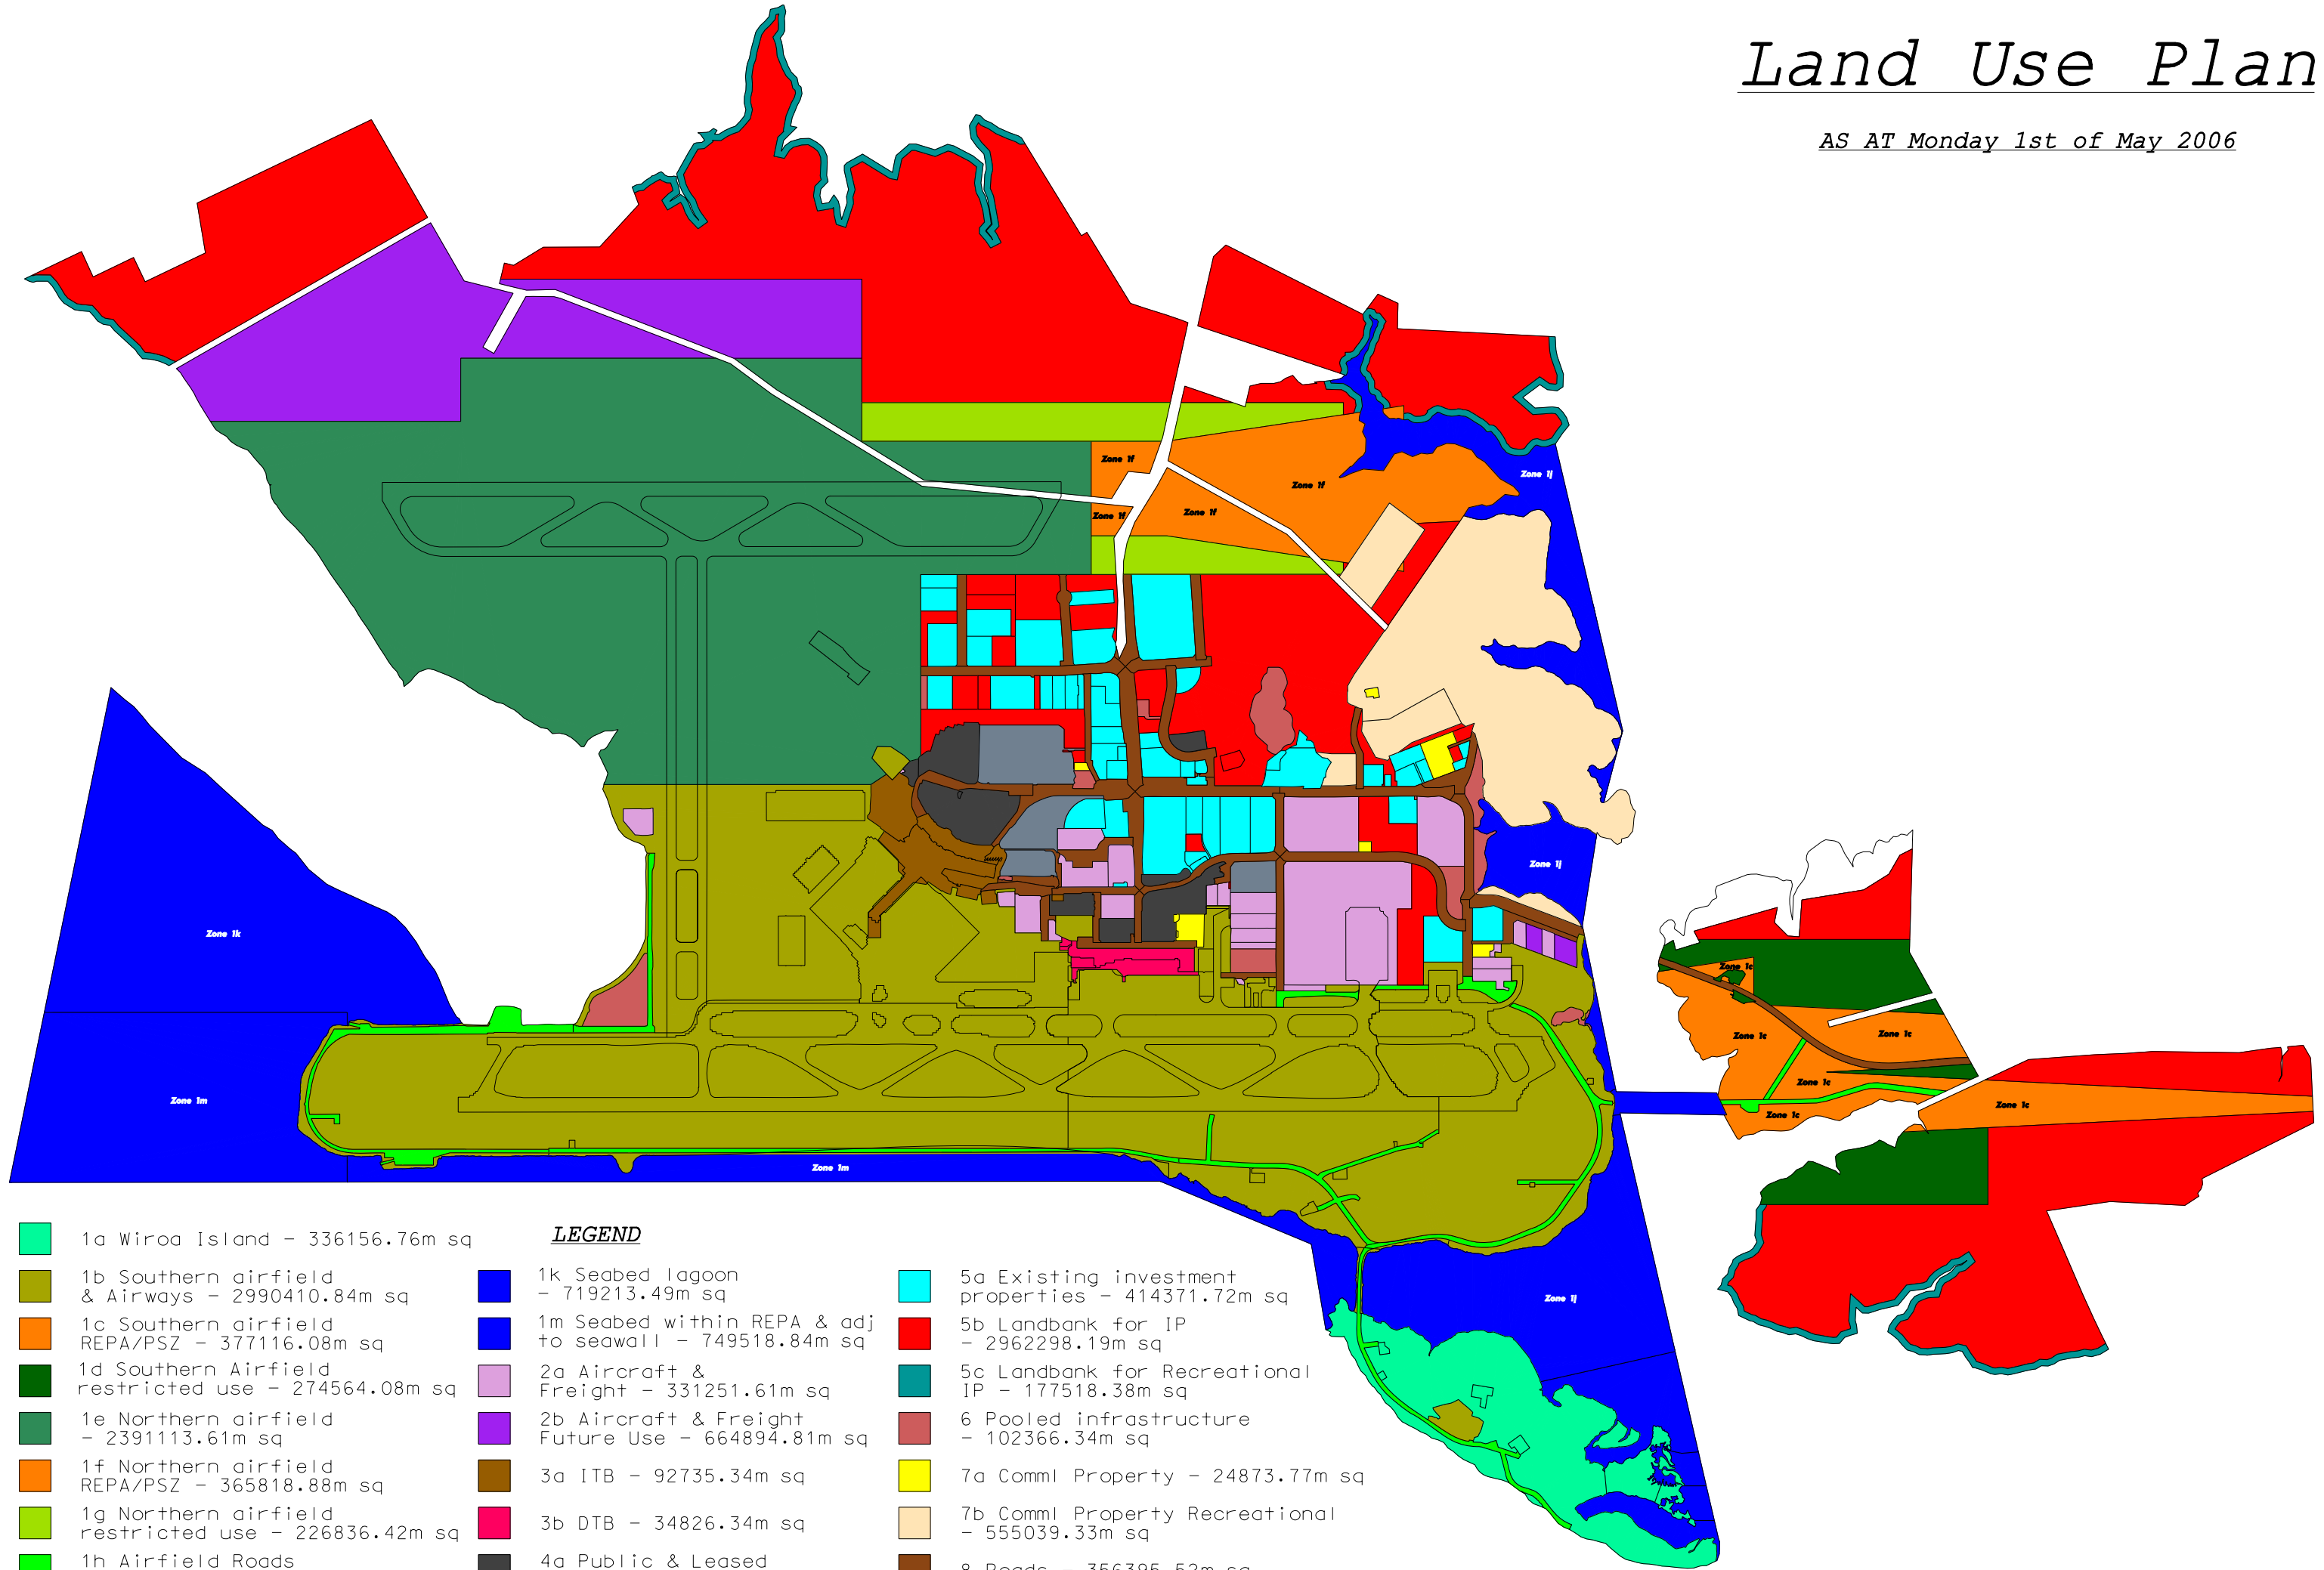 Land Use Plan
AS AT Monday 1st of May 2006
Zone 1f
Zone 1j
Zone 1f
Zone 1f
Zone 1f
Zone 1j
Zone 1k
Zone 1c
Zone 1c
Zone 1c
Zone 1c
Zone 1m
Zone 1c
Zone 1c
Zone 1m
Zone 1j
LEGEND
1a Wiroa Island - 336156.76m sq
1b Southern airfield
& Airways - 2990410.84m sq
1c Southern airfield
REPA/PSZ - 377116.08m sq
1d Southern Airfield
restricted use - 274564.08m sq
1e Northern airfield
- 2391113.61m sq
1f Northern airfield
REPA/PSZ - 365818.88m sq
1g Northern airfield
restricted use - 226836.42m sq
1h Airfield Roads
1k Seabed lagoon
- 719213.49m sq
1m Seabed within REPA & adj
to seawall - 749518.84m sq
2a Aircraft &
Freight - 331251.61m sq
2b Aircraft & Freight
Future Use - 664894.81m sq
3a ITB - 92735.34m sq
3b DTB - 34826.34m sq
4a Public & Leased
5a Existing investment
properties - 414371.72m sq
5b Landbank for IP
- 2962298.19m sq
5c Landbank for Recreational
IP - 177518.38m sq
6 Pooled infrastructure
- 102366.34m sq
7a Comml Property - 24873.77m sq
7b Comml Property Recreational
- 555039.33m sq
8 Roads - 356395.52m sq